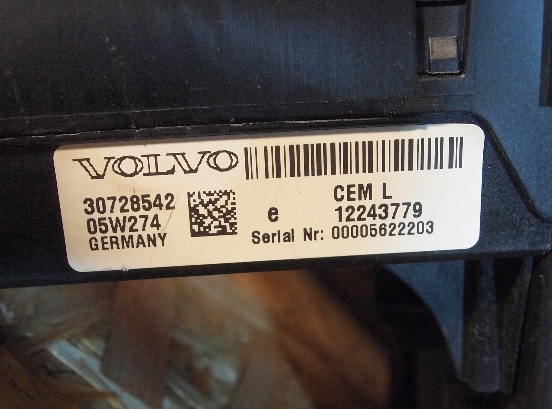 VOLVO
30728542
05W274
GERMANY
CEM L
e 12243779
Serial Nr: 00005622203